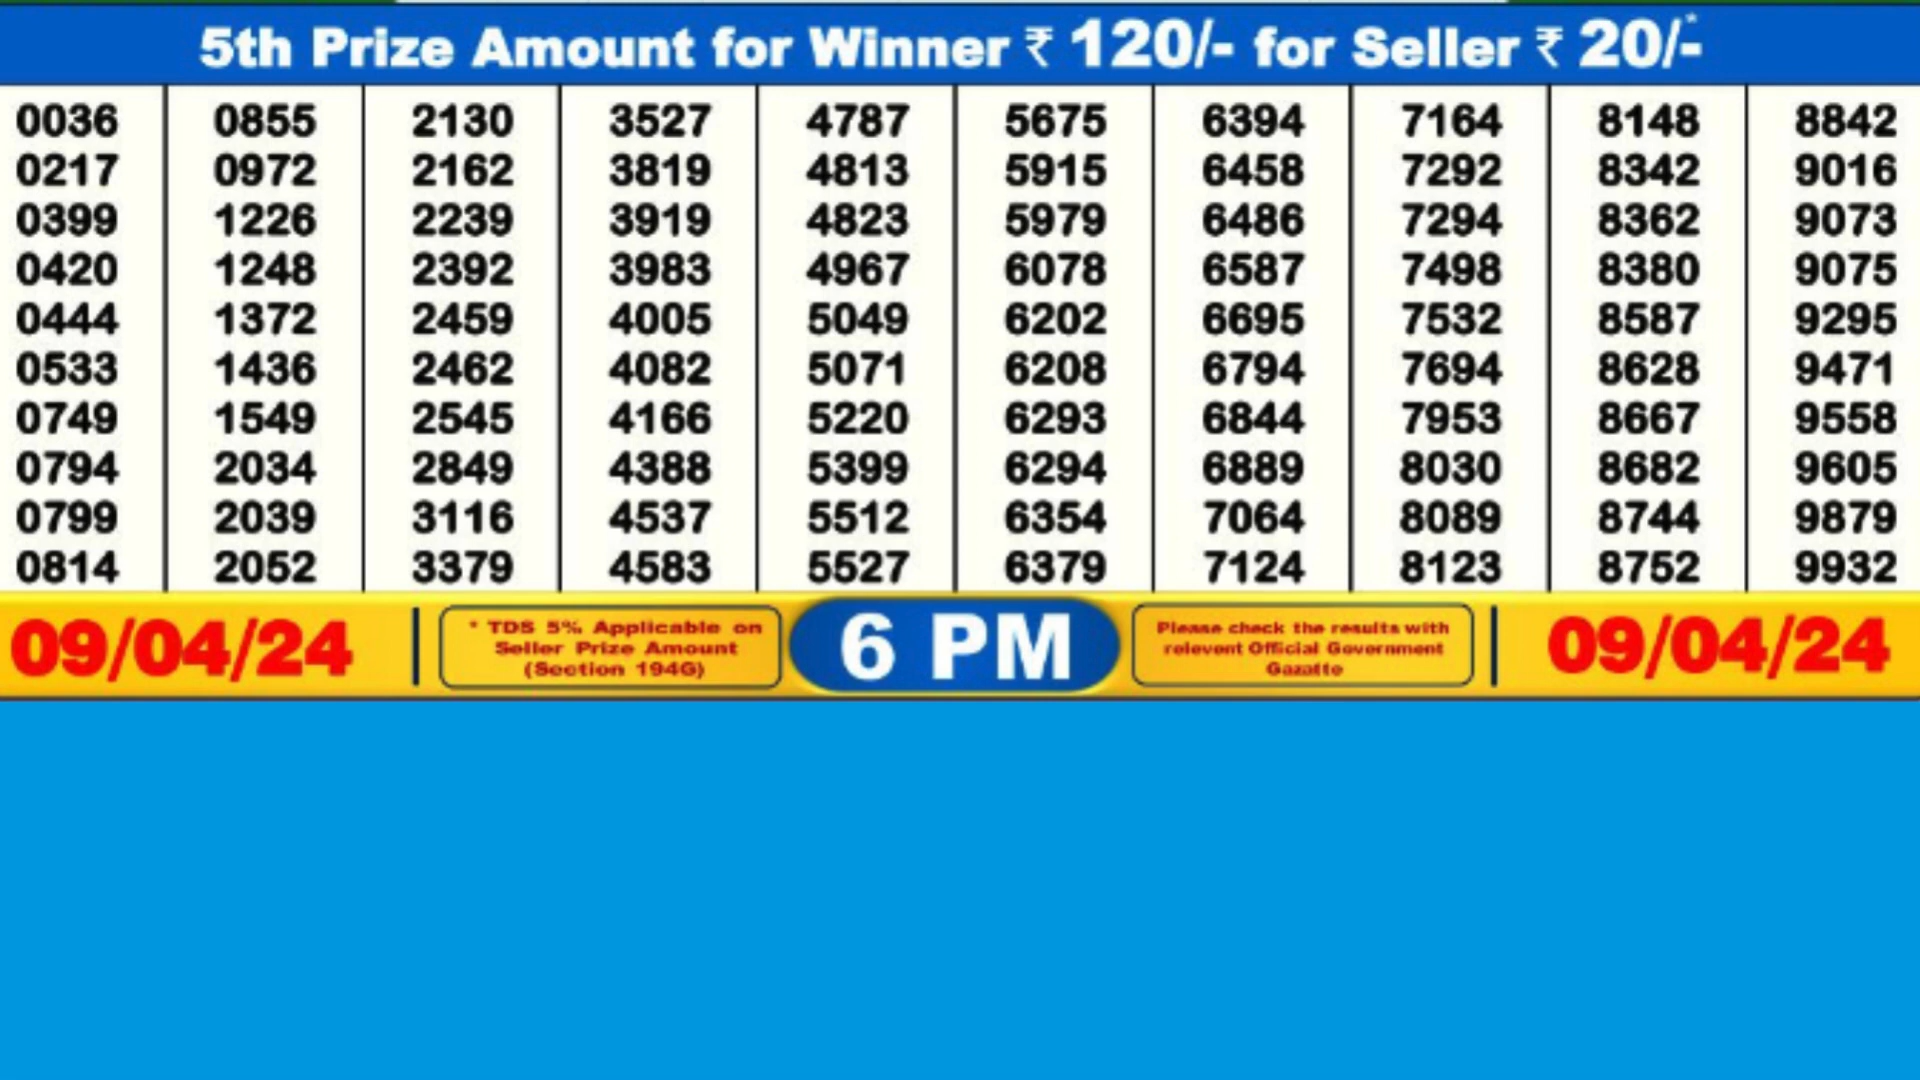 5th Prize Amount for Winner ₹ 120/- for Seller ₹ 20/-*
0036 0855 2130 3527 4787 5675 6394 7164 8148 8842
0217 0972 2162 3819 4813 5915 6458 7292 8342 9016
0399 1226 2239 3919 4823 5979 6486 7294 8362 9073
0420 1248 2392 3983 4967 6078 6587 7498 8380 9075
0444 1372 2459 4005 5049 6202 6695 7532 8587 9295
0533 1436 2462 4082 5071 6208 6794 7694 8628 9471
0749 1549 2545 4166 5220 6293 6844 7953 8667 9558
0794 2034 2849 4388 5399 6294 6889 8030 8682 9605
0799 2039 3116 4537 5512 6354 7064 8089 8744 9879
0814 2052 3379 4583 5527 6379 7124 8123 8752 9932
09/04/24
* TDS 5% Applicable on
Seller Prize Amount
(Section 194G)
6 PM
Please check the results with
relevent Official Government
Gazatte
09/04/24